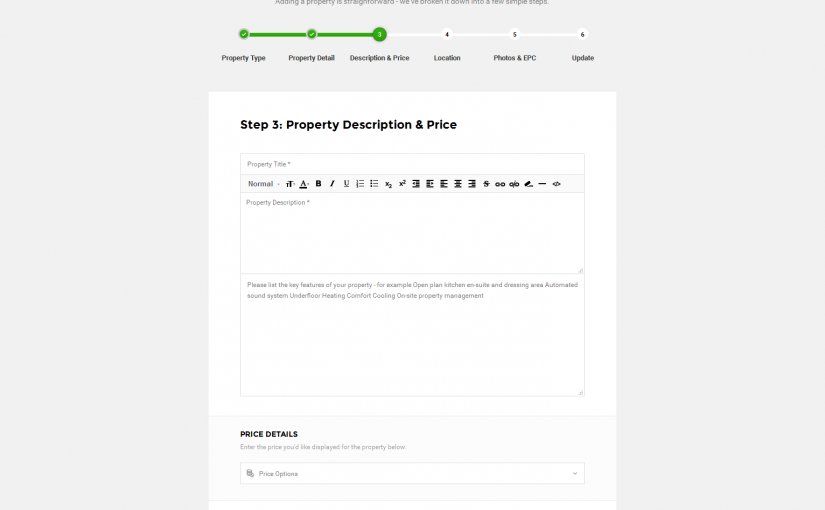 Adding a property is straightforward - we've broken it down into a few simple steps.
3 4 5 6
Property Type Property Detail Description & Price Location Photos & EPC Update
Step 3: Property Description & Price
Property Title *
Normal TT A B I U X2 X2 S </>
Property Description *
Please list the key features of your property - for example Open plan kitchen en-suite and dressing area Automated
sound system Underfloor Heating Comfort Cooling On-site property management
PRICE DETAILS
Enter the price you'd like displayed for the property below.
Price Options